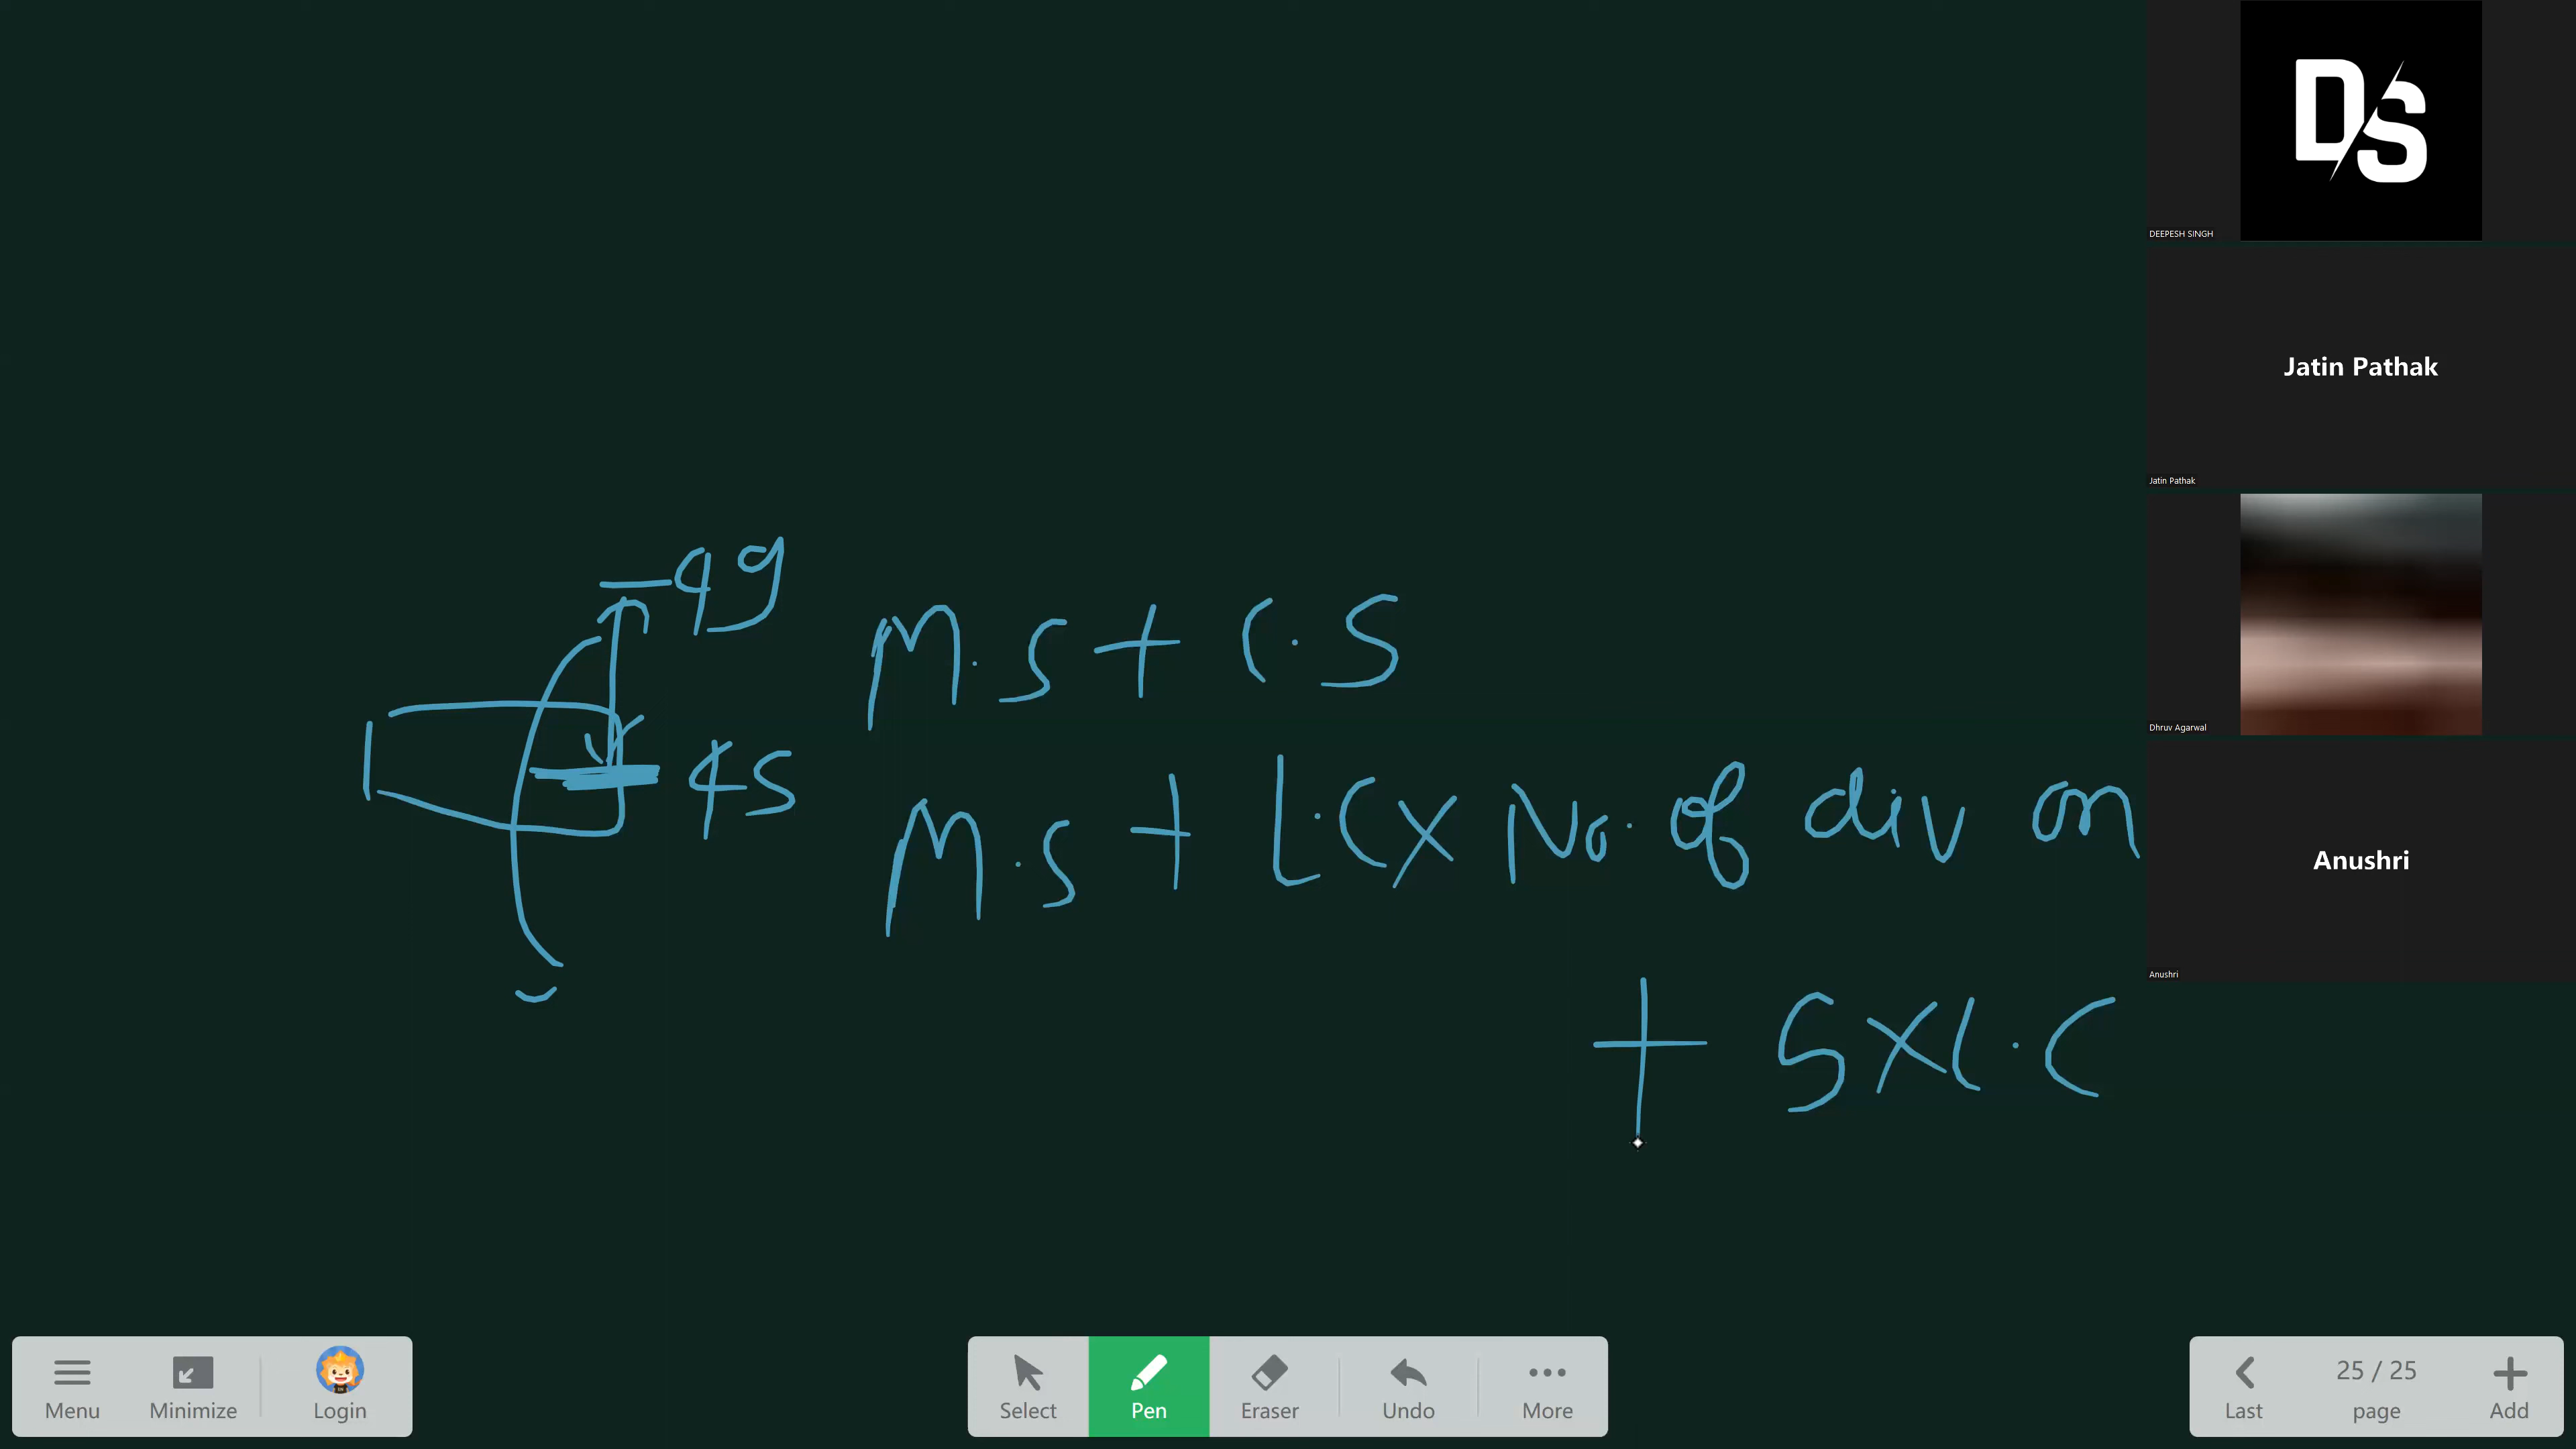 DS
DEEPESH SINGH
Jatin Pathak
Jatin Pathak
49
M.S + C.S
Dhruv Agarwal
45
M.S + L.C X No. of div on
Anushri
Anushri
+ 5 X L.C
Menu
Minimize
Login
Select
Pen
Eraser
Undo
More
Last
25 / 25
page
Add